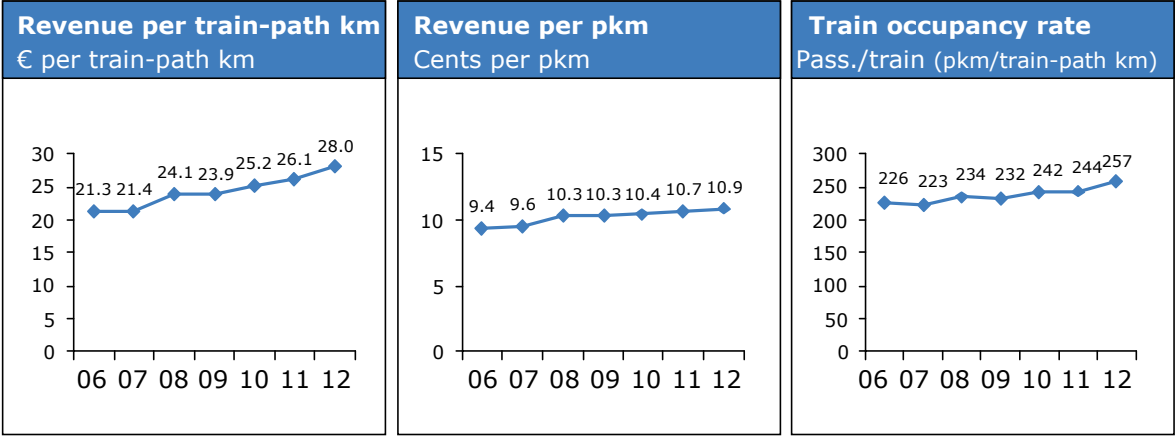 Revenue per train-path km
€ per train-path km
30
25
20
15
10
5
0
21.3 21.4 24.1 23.9 25.2 26.1 28.0
06 07 08 09 10 11 12
Revenue per pkm
Cents per pkm
15
10
5
0
9.4 9.6 10.3 10.3 10.4 10.7 10.9
06 07 08 09 10 11 12
Train occupancy rate
Pass./train (pkm/train-path km)
300
250
200
150
100
50
0
226 223 234 232 242 244 257
06 07 08 09 10 11 12